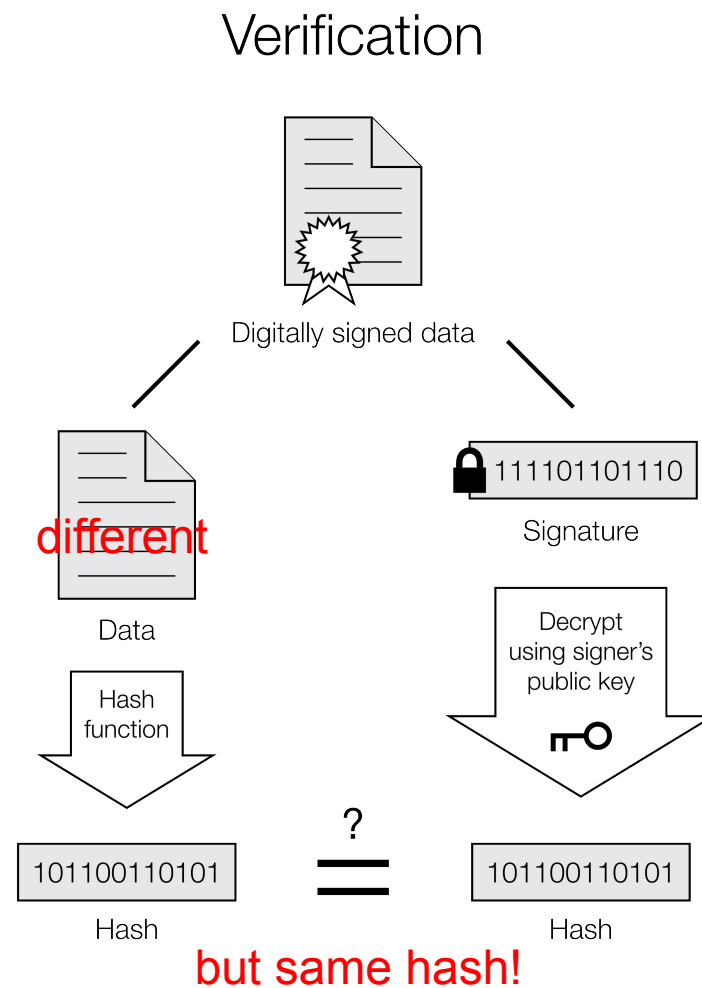 Verification
Digitally signed data
different
Data
Hash
function
101100110101
Hash
111101101110
Signature
Decrypt
using signer’s
public key
?
101100110101
Hash
but same hash!